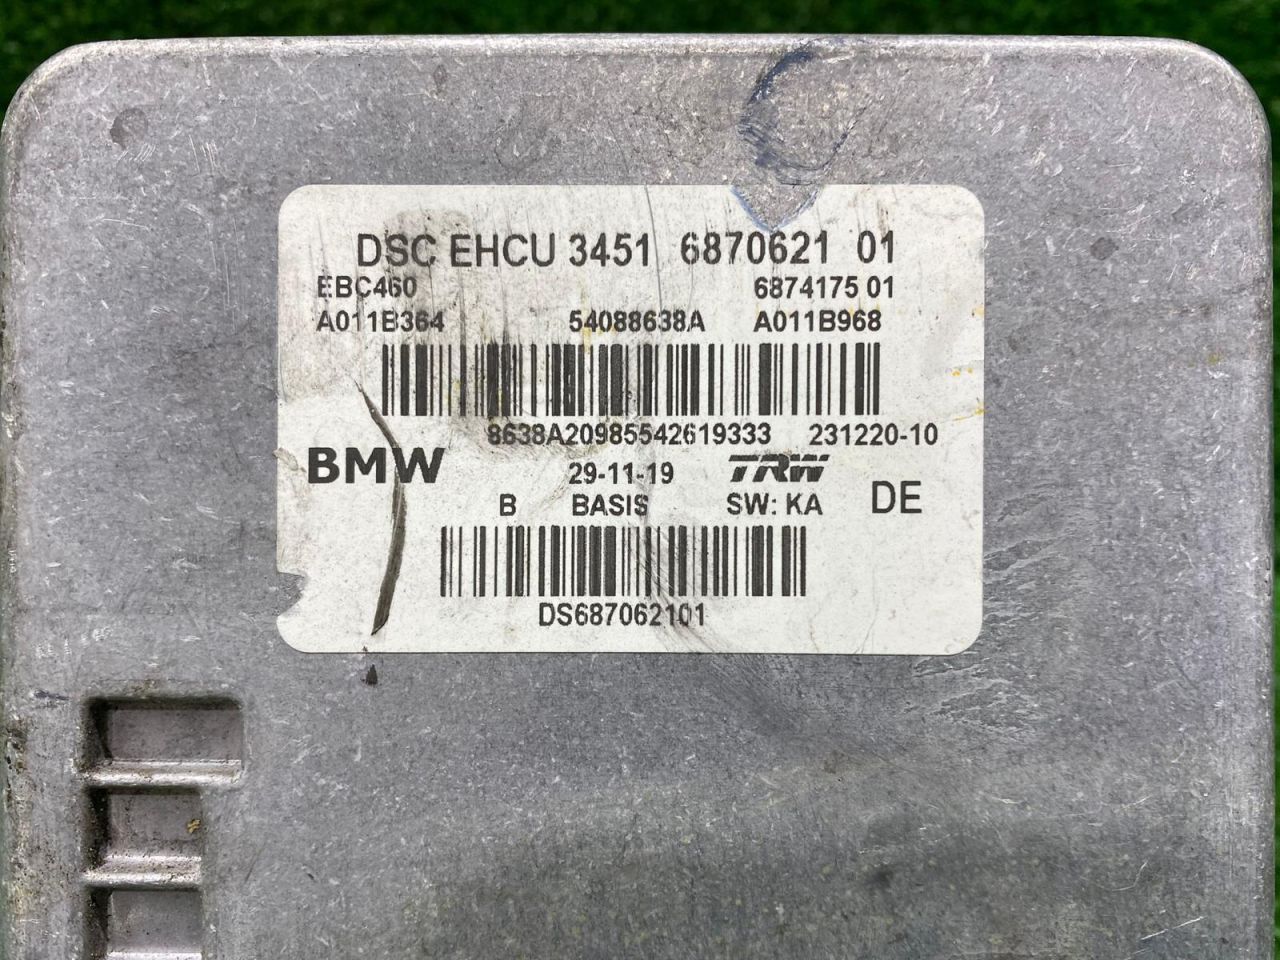 DSC EHCU 3451 6870621 01
EBC460 6874175 01
A011B364 54088638A A011B968
8638A20985542619333 231220-10
BMW 29-11-19 TRW
B BASIS SW: KA DE
DS687062101